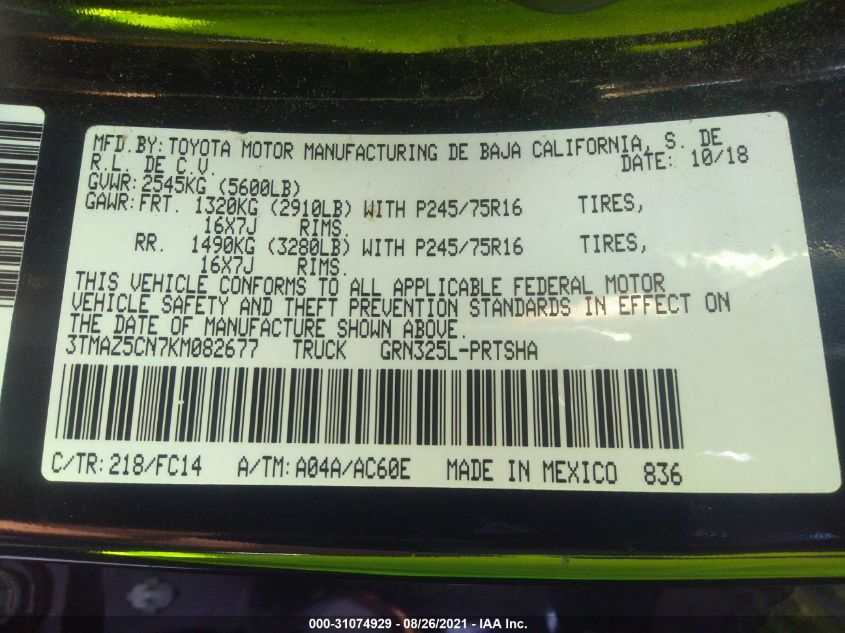 MFD.BY: TOYOTA MOTOR MANUFACTURING DE BAJA CALIFORNIA, S. DE
R.L. DE C.V. DATE: 10/18
GVWR: 2545KG (5600LB)
GAWR: FRT. 1320KG (2910LB) WITH P245/75R16 TIRES,
16X7J RIMS.
RR. 1490KG (3280LB) WITH P245/75R16 TIRES,
16X7J RIMS.
THIS VEHICLE CONFORMS TO ALL APPLICABLE FEDERAL MOTOR
VEHICLE SAFETY AND THEFT PREVENTION STANDARDS IN EFFECT ON
THE DATE OF MANUFACTURE SHOWN ABOVE.
3TMAZ5CN7KM082677 TRUCK GRN325L-PRTSHA
C/TR: 218/FC14 A/TM: A04A/AC60E MADE IN MEXICO 836
000-31074929 - 08/26/2021 - IAA Inc.